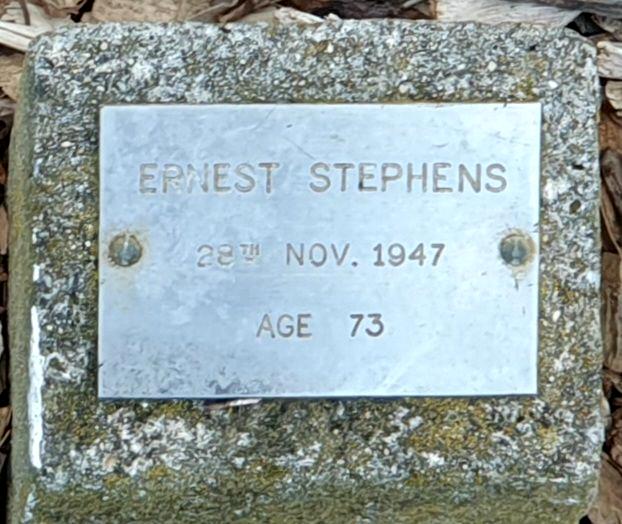 ERNEST STEPHENS
28TH NOV. 1947
AGE 73